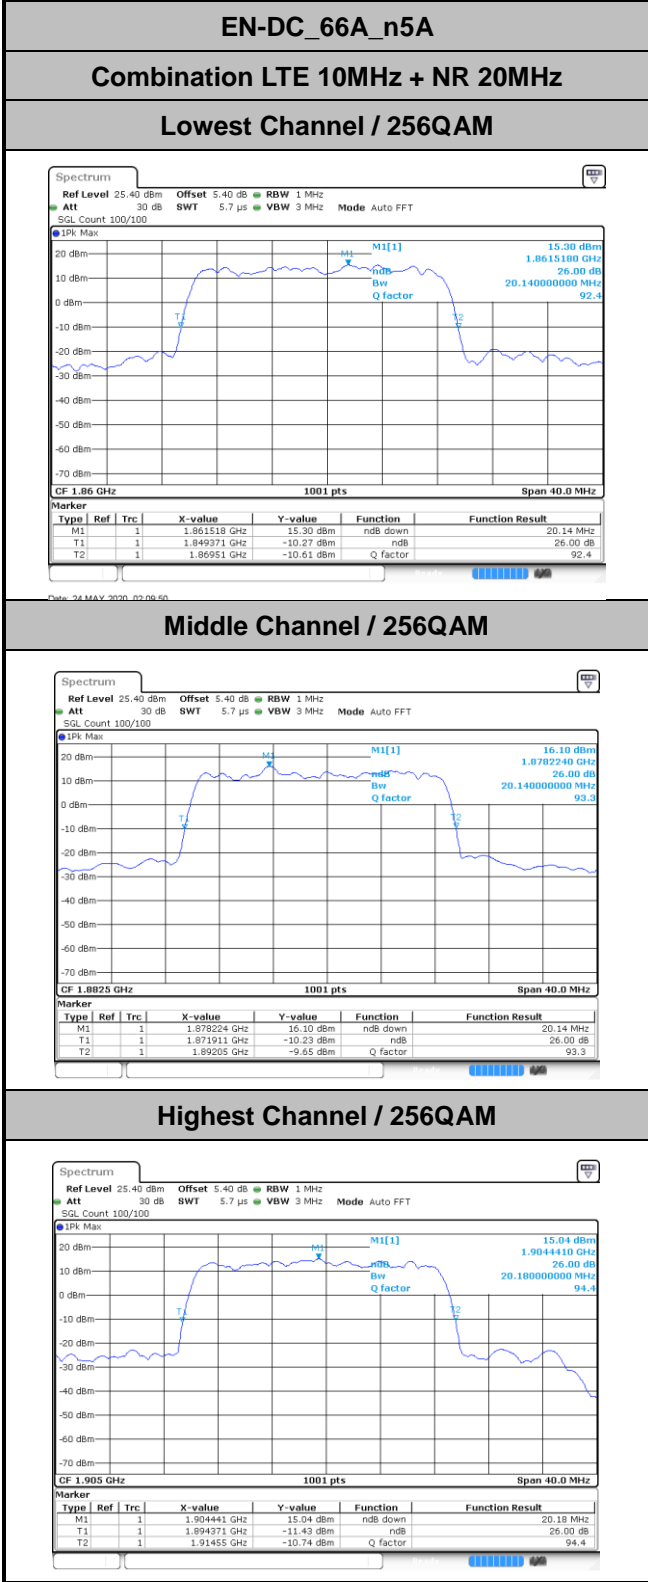 EN-DC_66A_n5A
Combination LTE 10MHz + NR 20MHz
Lowest Channel / 256QAM
Spectrum
Ref Level 25.40 dBm Offset 5.40 dB RBW 1 MHz
Att 30 dB SWT 5.7 µs VBW 3 MHz Mode Auto FFT
SGL Count 100/100
1Pk Max
M1[1] 15.30 dBm
1.8615180 GHz
ndB 26.00 dB
Bw 20.140000000 MHz
Q factor 92.4
M1
T1
T2
20 dBm
10 dBm
0 dBm
-10 dBm
-20 dBm
-30 dBm
-40 dBm
-50 dBm
-60 dBm
-70 dBm
CF 1.86 GHz 1001 pts Span 40.0 MHz
Marker
Type Ref Trc X-value Y-value Function Function Result
M1 1 1.861518 GHz 15.30 dBm ndB down 20.14 MHz
T1 1 1.849371 GHz -10.27 dBm ndB 26.00 dB
T2 1 1.86951 GHz -10.61 dBm Q factor 92.4
Date: 24 MAY 2020 02:09:50
Middle Channel / 256QAM
Spectrum
Ref Level 25.40 dBm Offset 5.40 dB RBW 1 MHz
Att 30 dB SWT 5.7 µs VBW 3 MHz Mode Auto FFT
SGL Count 100/100
1Pk Max
M1[1] 16.10 dBm
1.8782240 GHz
ndB 26.00 dB
Bw 20.140000000 MHz
Q factor 93.3
M1
T1
T2
20 dBm
10 dBm
0 dBm
-10 dBm
-20 dBm
-30 dBm
-40 dBm
-50 dBm
-60 dBm
-70 dBm
CF 1.8825 GHz 1001 pts Span 40.0 MHz
Marker
Type Ref Trc X-value Y-value Function Function Result
M1 1 1.878224 GHz 16.10 dBm ndB down 20.14 MHz
T1 1 1.871911 GHz -10.23 dBm ndB 26.00 dB
T2 1 1.89205 GHz -9.65 dBm Q factor 93.3
Highest Channel / 256QAM
Spectrum
Ref Level 25.40 dBm Offset 5.40 dB RBW 1 MHz
Att 30 dB SWT 5.7 µs VBW 3 MHz Mode Auto FFT
SGL Count 100/100
1Pk Max
M1[1] 15.04 dBm
1.9044410 GHz
ndB 26.00 dB
Bw 20.180000000 MHz
Q factor 94.4
M1
T1
T2
20 dBm
10 dBm
0 dBm
-10 dBm
-20 dBm
-30 dBm
-40 dBm
-50 dBm
-60 dBm
-70 dBm
CF 1.905 GHz 1001 pts Span 40.0 MHz
Marker
Type Ref Trc X-value Y-value Function Function Result
M1 1 1.904441 GHz 15.04 dBm ndB down 20.18 MHz
T1 1 1.894371 GHz -11.43 dBm ndB 26.00 dB
T2 1 1.91455 GHz -10.74 dBm Q factor 94.4